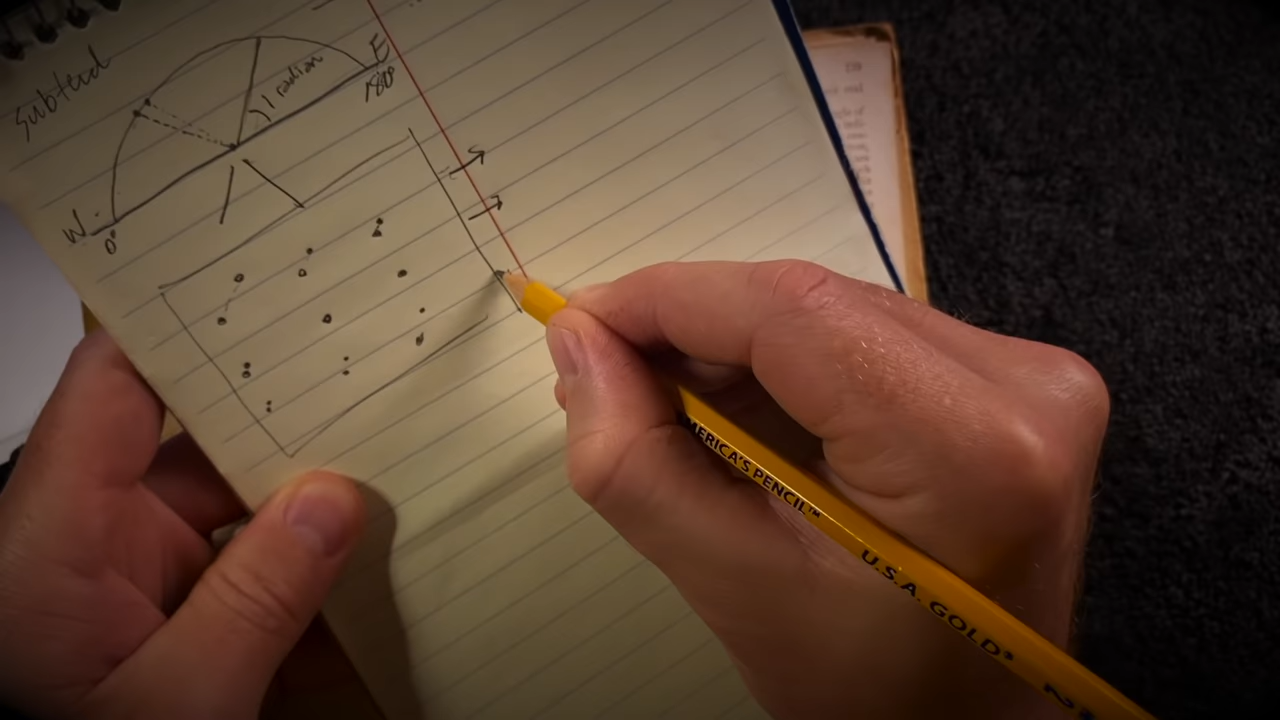 Subtend
E
180°
) 1 radian
W
0°
S
AMERICA'S PENCIL™
U.S.A. GOLD®